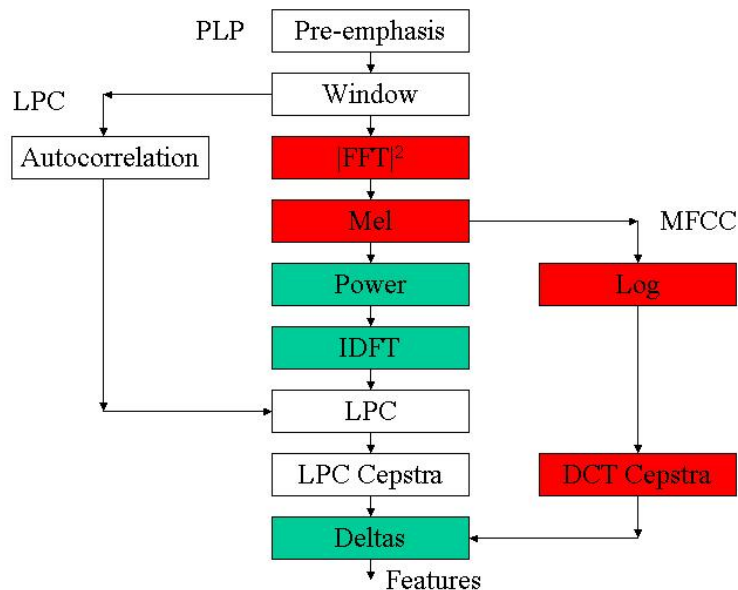 PLP
Pre-emphasis
Window
LPC
Autocorrelation
|FFT|²
Mel
MFCC
Power
Log
IDFT
LPC
LPC Cepstra
DCT Cepstra
Deltas
Features